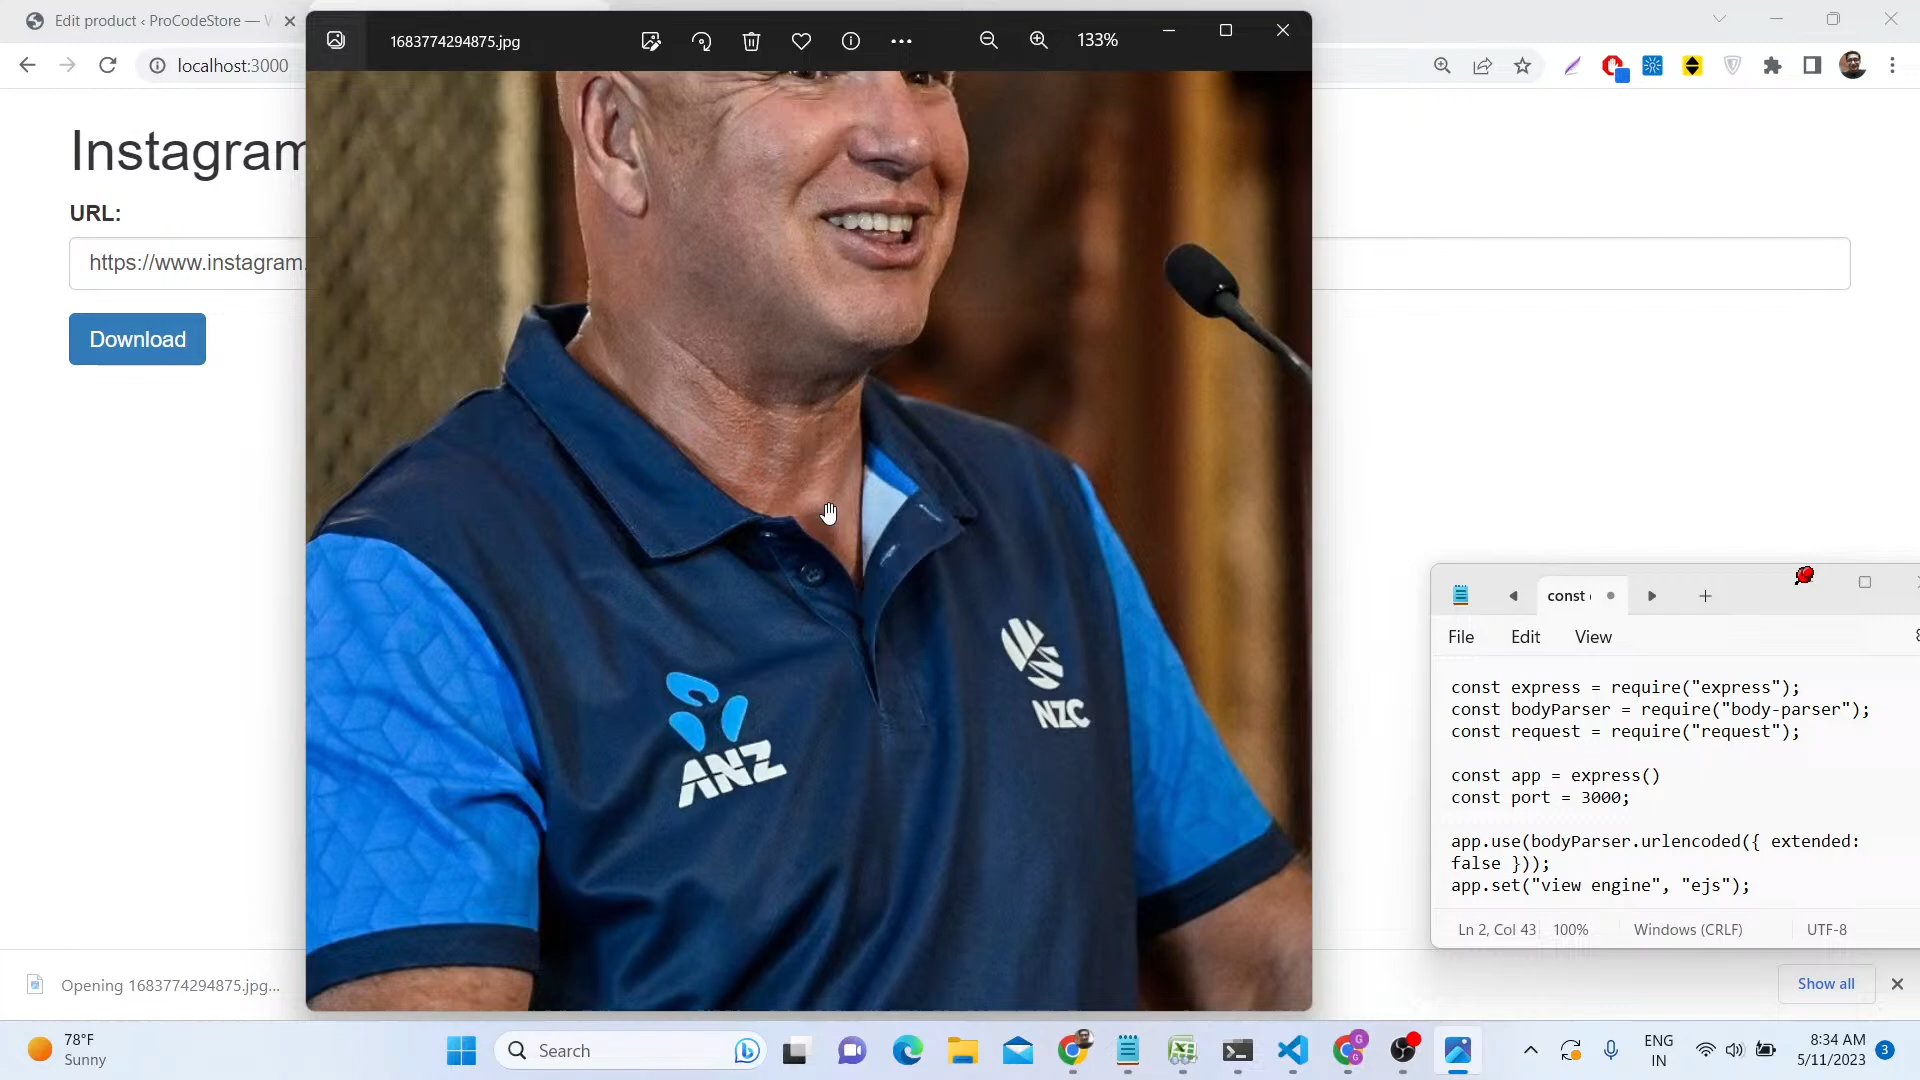 Edit product ‹ ProCodeStore — W
1683774294875.jpg
133%
localhost:3000
Instagram
URL:
https://www.instagram.
Download
ANZ
NZC
const
File Edit View
const express = require("express");
const bodyParser = require("body-parser");
const request = require("request");
const app = express()
const port = 3000;
app.use(bodyParser.urlencoded({ extended:
false }));
app.set("view engine", "ejs");
Ln 2, Col 43 100% Windows (CRLF) UTF-8
Opening 1683774294875.jpg...
Show all
78°F
Sunny
Search
ENG
IN
8:34 AM
5/11/2023
3